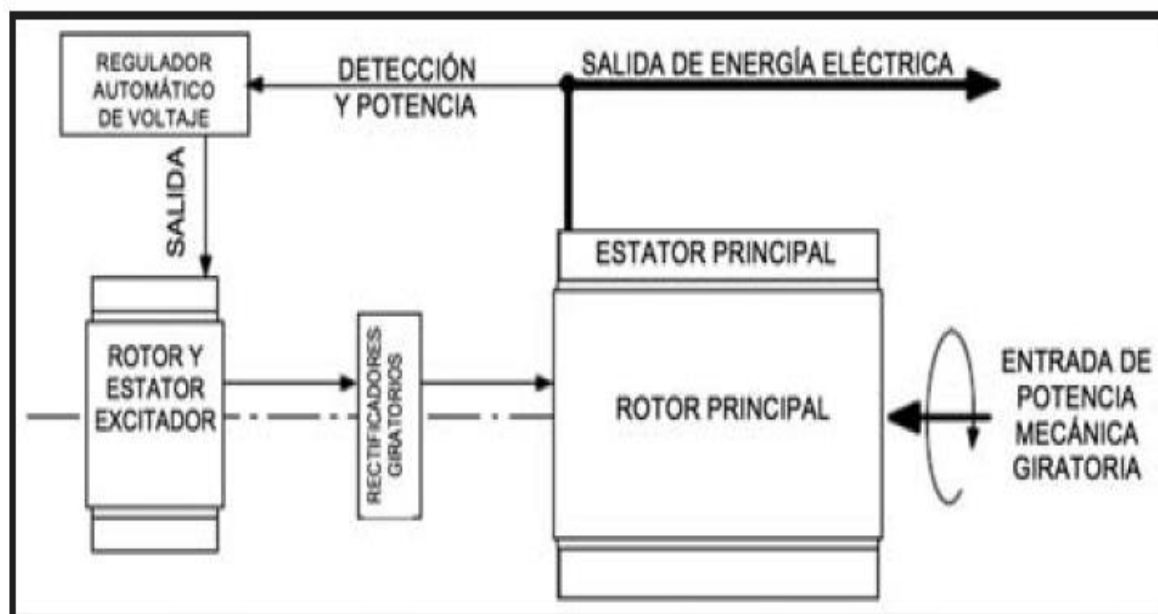 REGULADOR
AUTOMÁTICO
DE VOLTAJE
DETECCIÓN
Y POTENCIA
SALIDA DE ENERGÍA ELÉCTRICA
SALIDA
ESTATOR PRINCIPAL
ROTOR Y
ESTATOR
EXCITADOR
RECTIFICADORES
GIRATORIOS
ROTOR PRINCIPAL
ENTRADA DE
POTENCIA
MECÁNICA
GIRATORIA